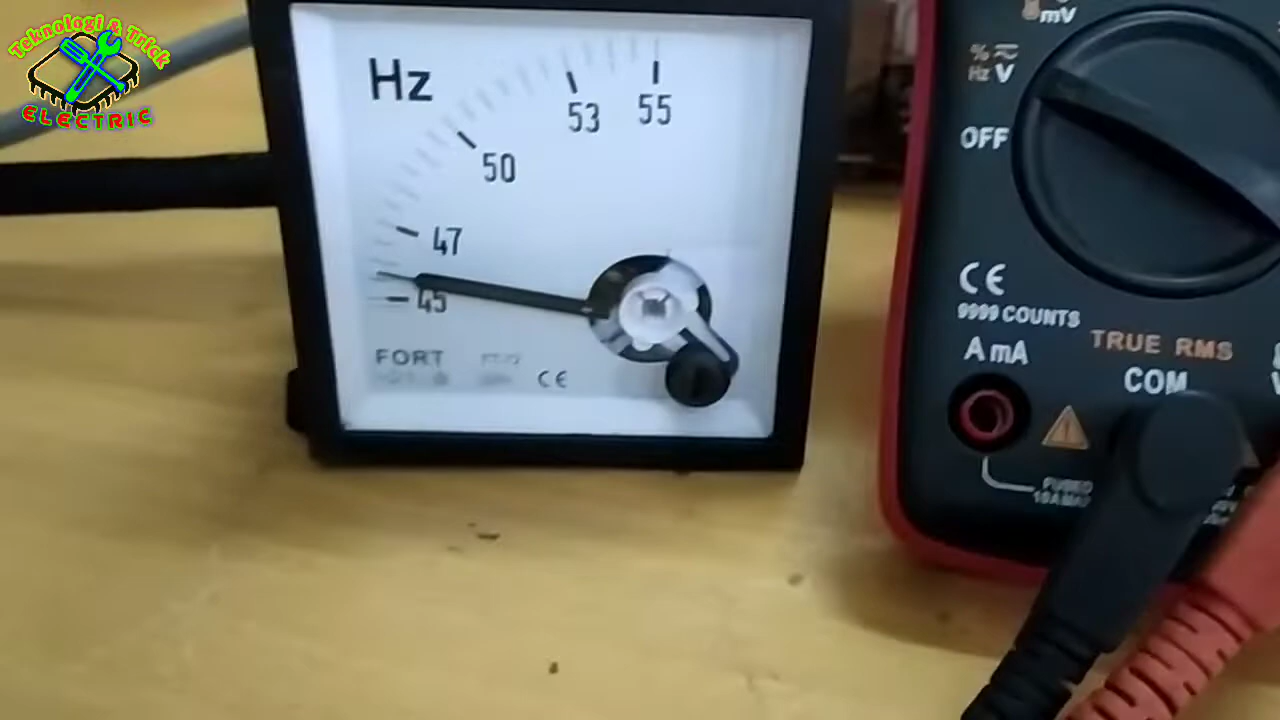 Teknologi & Trick
ELECTRIC
Hz
53
55
50
47
45
FORT
CE
mV
% Hz V
OFF
CE
9999 COUNTS
TRUE RMS
A mA
COM
FUSED